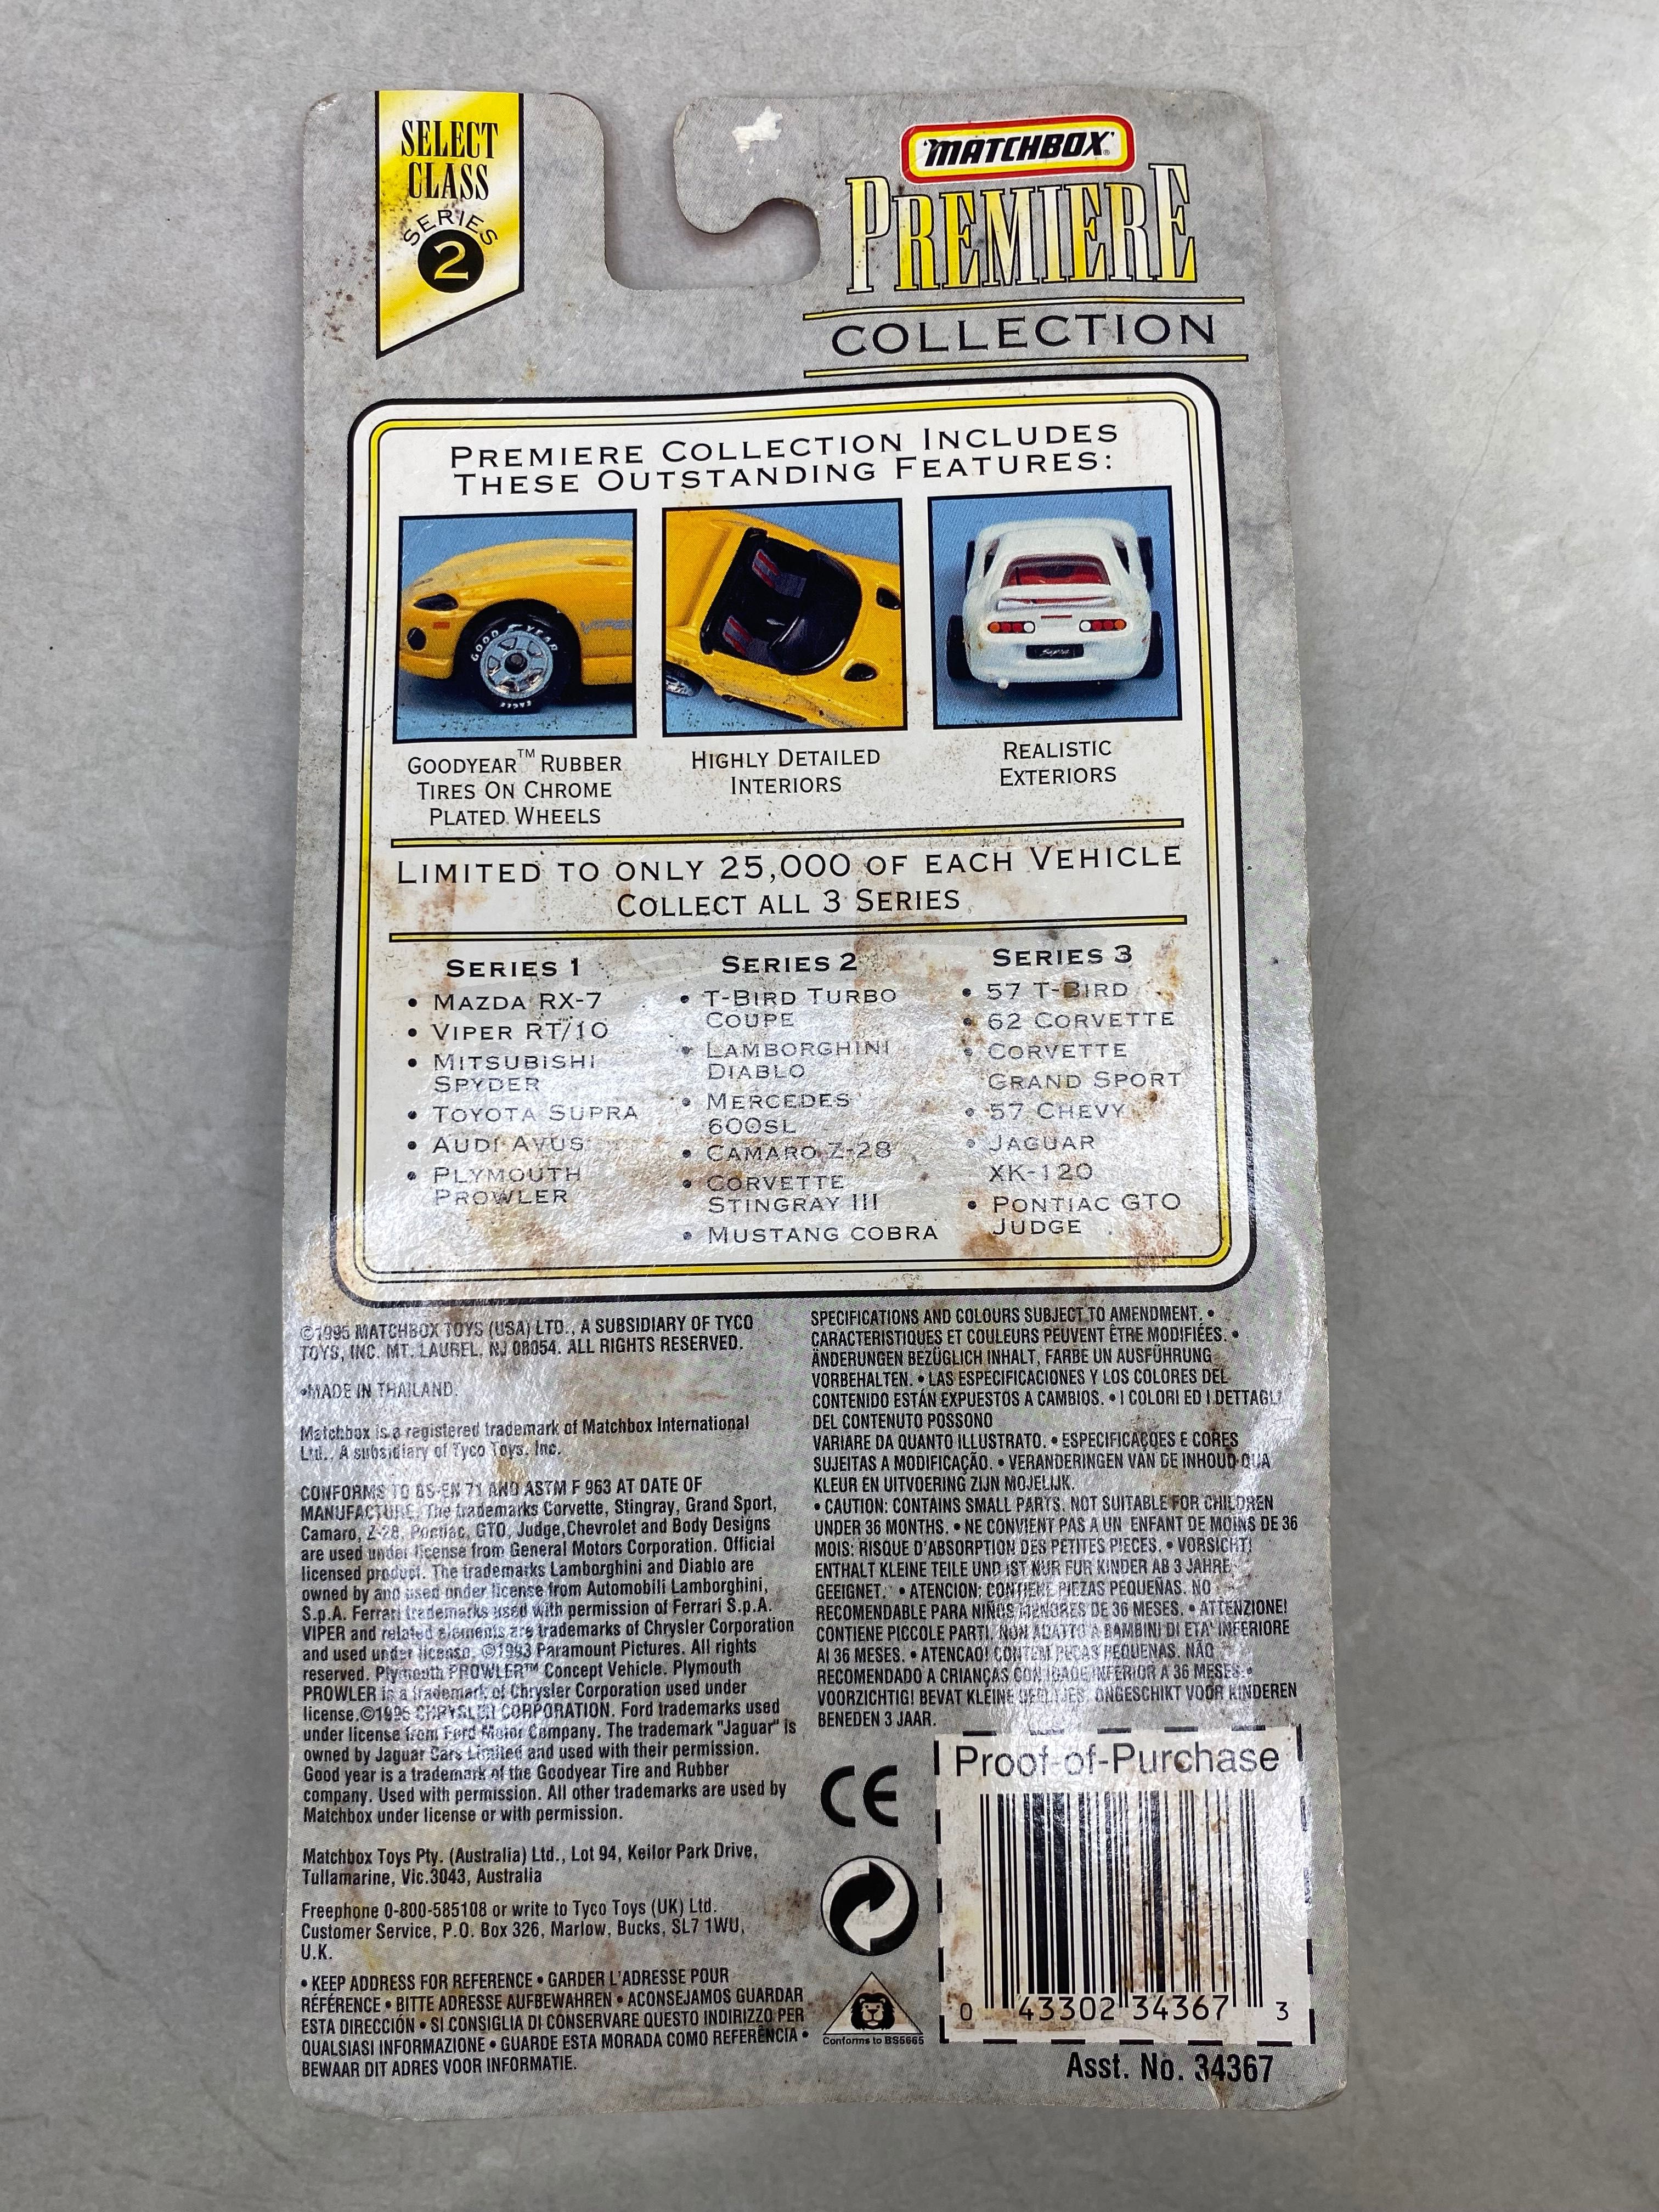 SELECT
CLASS
SERIES
2
'MATCHBOX'®
PREMIERE
COLLECTION
PREMIERE COLLECTION INCLUDES
THESE OUTSTANDING FEATURES:
GOOD YEAR
EAGLE
VIPER
Supra
GOODYEAR™ RUBBER
TIRES ON CHROME
PLATED WHEELS
HIGHLY DETAILED
INTERIORS
REALISTIC
EXTERIORS
LIMITED TO ONLY 25,000 OF EACH VEHICLE
COLLECT ALL 3 SERIES
SERIES 1
• MAZDA RX-7
• VIPER RT/10
• MITSUBISHI
SPYDER
• TOYOTA SUPRA
• AUDI AVUS
• PLYMOUTH
PROWLER
SERIES 2
• T-BIRD TURBO
COUPE
• LAMBORGHINI
DIABLO
• MERCEDES
600SL
• CAMARO Z-28
• CORVETTE
STINGRAY III
• MUSTANG COBRA
SERIES 3
• 57 T-BIRD
• 62 CORVETTE
• CORVETTE
GRAND SPORT
• 57 CHEVY
• JAGUAR
XK-120
• PONTIAC GTO
JUDGE
©1995 MATCHBOX TOYS (USA) LTD., A SUBSIDIARY OF TYCO
TOYS, INC. MT. LAUREL, NJ 08054. ALL RIGHTS RESERVED.
•MADE IN THAILAND.
Matchbox is a registered trademark of Matchbox International
Ltd., A subsidiary of Tyco Toys, Inc.
CONFORMS TO BS-EN 71 AND ASTM F 963 AT DATE OF
MANUFACTURE. The trademarks Corvette, Stingray, Grand Sport,
Camaro, Z-28, Pontiac, GTO, Judge,Chevrolet and Body Designs
are used under license from General Motors Corporation. Official
licensed product. The trademarks Lamborghini and Diablo are
owned by and used under license from Automobili Lamborghini,
S.p.A. Ferrari trademarks used with permission of Ferrari S.p.A.
VIPER and related elements are trademarks of Chrysler Corporation
and used under license. ©1993 Paramount Pictures. All rights
reserved. Plymouth PROWLER™ Concept Vehicle. Plymouth
PROWLER is a trademark of Chrysler Corporation used under
license.©1995 CHRYSLER CORPORATION. Ford trademarks used
under license from Ford Motor Company. The trademark "Jaguar" is
owned by Jaguar Cars Limited and used with their permission.
Good year is a trademark of the Goodyear Tire and Rubber
company. Used with permission. All other trademarks are used by
Matchbox under license or with permission.
Matchbox Toys Pty. (Australia) Ltd., Lot 94, Keilor Park Drive,
Tullamarine, Vic.3043, Australia
Freephone 0-800-585108 or write to Tyco Toys (UK) Ltd.
Customer Service, P.O. Box 326, Marlow, Bucks, SL7 1WU,
U.K.
• KEEP ADDRESS FOR REFERENCE • GARDER L'ADRESSE POUR
RÉFÉRENCE • BITTE ADRESSE AUFBEWAHREN • ACONSEJAMOS GUARDAR
ESTA DIRECCIÓN • SI CONSIGLIA DI CONSERVARE QUESTO INDIRIZZO PER
QUALSIASI INFORMAZIONE • GUARDE ESTA MORADA COMO REFERÊNCIA •
BEWAAR DIT ADRES VOOR INFORMATIE.
SPECIFICATIONS AND COLOURS SUBJECT TO AMENDMENT. •
CARACTERISTIQUES ET COULEURS PEUVENT ÊTRE MODIFIÉES. •
ÄNDERUNGEN BEZÜGLICH INHALT, FARBE UN AUSFÜHRUNG
VORBEHALTEN. • LAS ESPECIFICACIONES Y LOS COLORES DEL
CONTENIDO ESTÁN EXPUESTOS A CAMBIOS. • I COLORI ED I DETTAGLI
DEL CONTENUTO POSSONO
VARIARE DA QUANTO ILLUSTRATO. • ESPECIFICAÇOES E CORES
SUJEITAS A MODIFICAÇÃO. • VERANDERINGEN VAN DE INHOUD QUA
KLEUR EN UITVOERING ZIJN MOJELIJK.
• CAUTION: CONTAINS SMALL PARTS. NOT SUITABLE FOR CHILDREN
UNDER 36 MONTHS. • NE CONVIENT PAS A UN ENFANT DE MOINS DE 36
MOIS: RISQUE D'ABSORPTION DES PETITES PIECES. • VORSICHT!
ENTHALT KLEINE TEILE UND IST NUR FUR KINDER AB 3 JAHRE
GEEIGNET. • ATENCION: CONTIENE PIEZAS PEQUEÑAS. NO
RECOMENDABLE PARA NIÑOS MENORES DE 36 MESES. • ATTENZIONE!
CONTIENE PICCOLE PARTI, NON ADATTO A BAMBINI DI ETA' INFERIORE
AI 36 MESES. • ATENCAO! CONTEM PECAS PEQUENAS. NÃO
RECOMENDADO A CRIANÇAS COM IDADE INFERIOR A 36 MESES.•
VOORZICHTIG! BEVAT KLEINE DEELTJES. ONGESCHIKT VOOR KINDEREN
BENEDEN 3 JAAR.
CE
Conforms to BS5665
Proof-of-Purchase
0 43302 34367 3
Asst. No. 34367